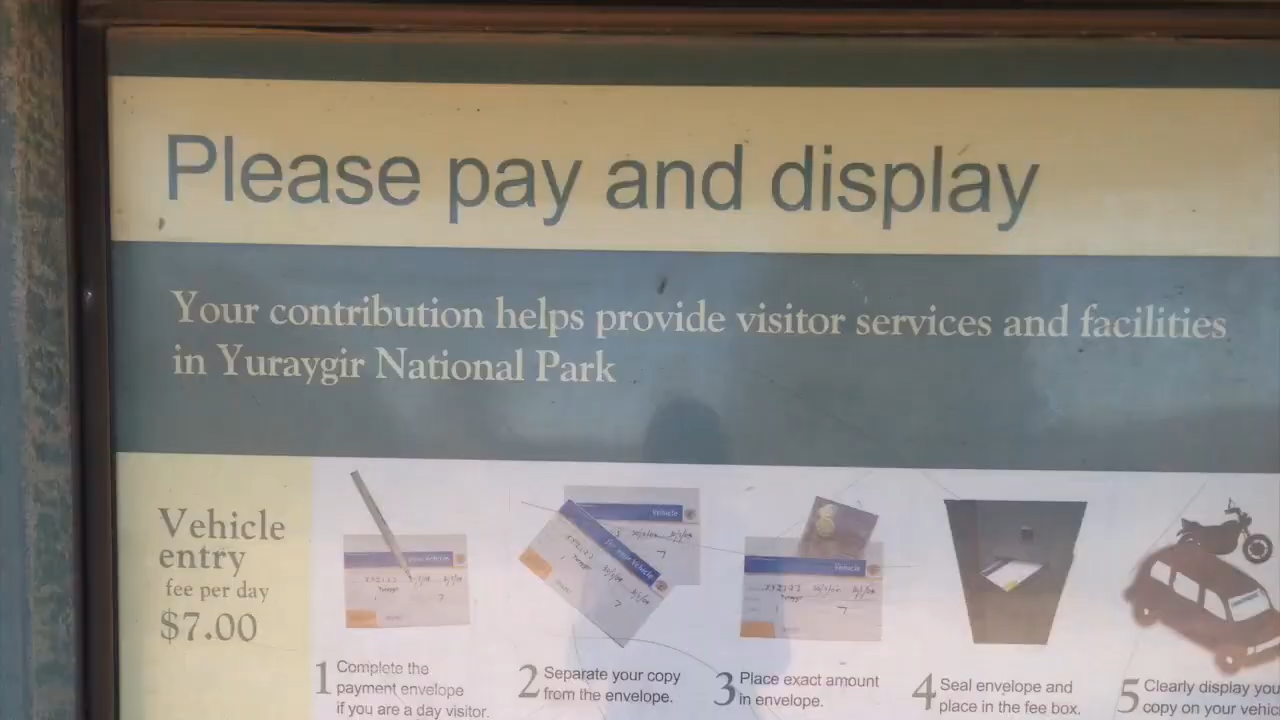 Please pay and display
Your contribution helps provide visitor services and facilities
in Yuraygir National Park
Vehicle
entry
fee per day
$7.00
1 Complete the
payment envelope
if you are a day visitor.
2 Separate your copy
from the envelope.
3 Place exact amount
in envelope.
4 Seal envelope and
place in the fee box.
5 Clearly display you
copy on your vehic